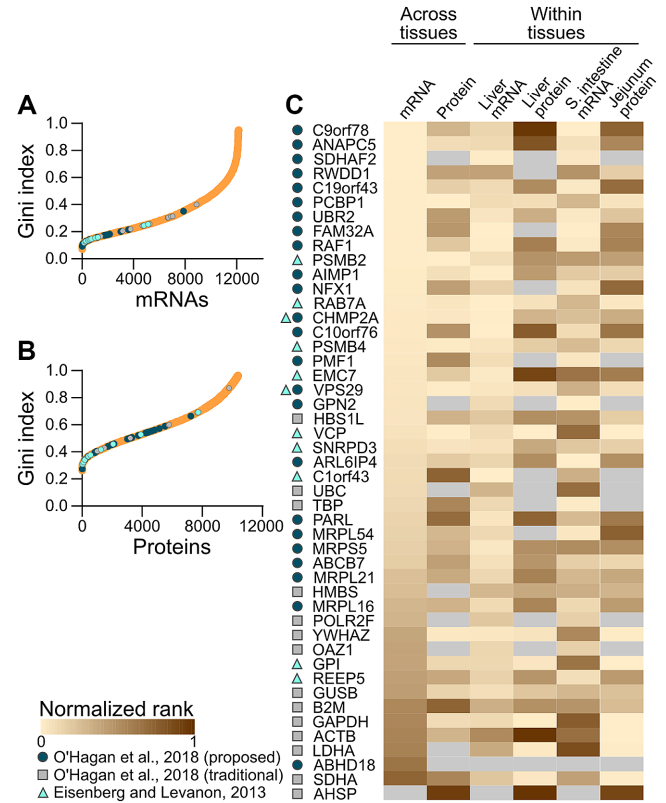 Across tissues
Within tissues
mRNA
Protein
Liver mRNA
Liver protein
S. intestine mRNA
Jejunum protein
A
Gini index
1.0
0.8
0.6
0.4
0.2
0.0
0
4000
8000
12000
mRNAs
B
Gini index
1.0
0.8
0.6
0.4
0.2
0.0
0
4000
8000
12000
Proteins
C
C9orf78
ANAPC5
SDHAF2
RWDD1
C19orf43
PCBP1
UBR2
FAM32A
RAF1
PSMB2
AIMP1
NFX1
RAB7A
CHMP2A
C10orf76
PSMB4
PMF1
EMC7
VPS29
GPN2
HBS1L
VCP
SNRPD3
ARL6IP4
C1orf43
UBC
TBP
PARL
MRPL54
MRPS5
ABCB7
MRPL21
HMBS
MRPL16
POLR2F
YWHAZ
OAZ1
GPI
REEP5
GUSB
B2M
GAPDH
ACTB
LDHA
ABHD18
SDHA
AHSP
Normalized rank
0
1
O'Hagan et al., 2018 (proposed)
O'Hagan et al., 2018 (traditional)
Eisenberg and Levanon, 2013